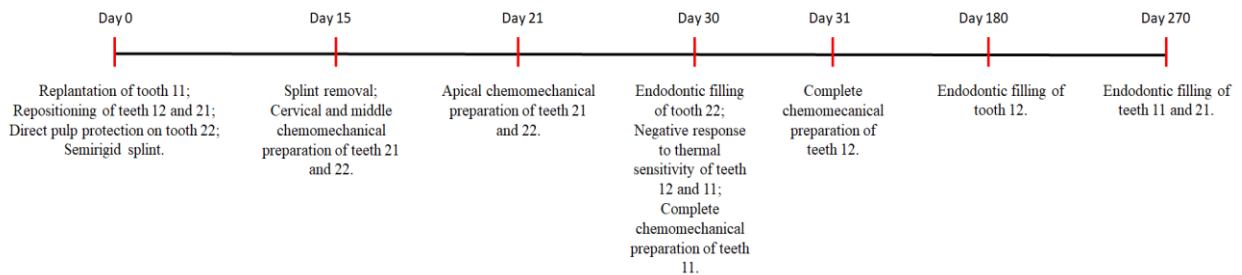 Day 0
Day 15
Day 21
Day 30
Day 31
Day 180
Day 270
Replantation of tooth 11;
Repositioning of teeth 12 and 21;
Direct pulp protection on tooth 22;
Semirigid splint.
Splint removal;
Cervical and middle
chemomechanical
preparation of teeth 21
and 22.
Apical chemomechanical
preparation of teeth 21
and 22.
Endodontic filling
of tooth 22;
Negative response
to thermal
sensitivity of teeth
12 and 11;
Complete
chemomechanical
preparation of teeth
11.
Complete
chemomecanical
preparation of
teeth 12.
Endodontic filling of
tooth 12.
Endodontic filling of
teeth 11 and 21.